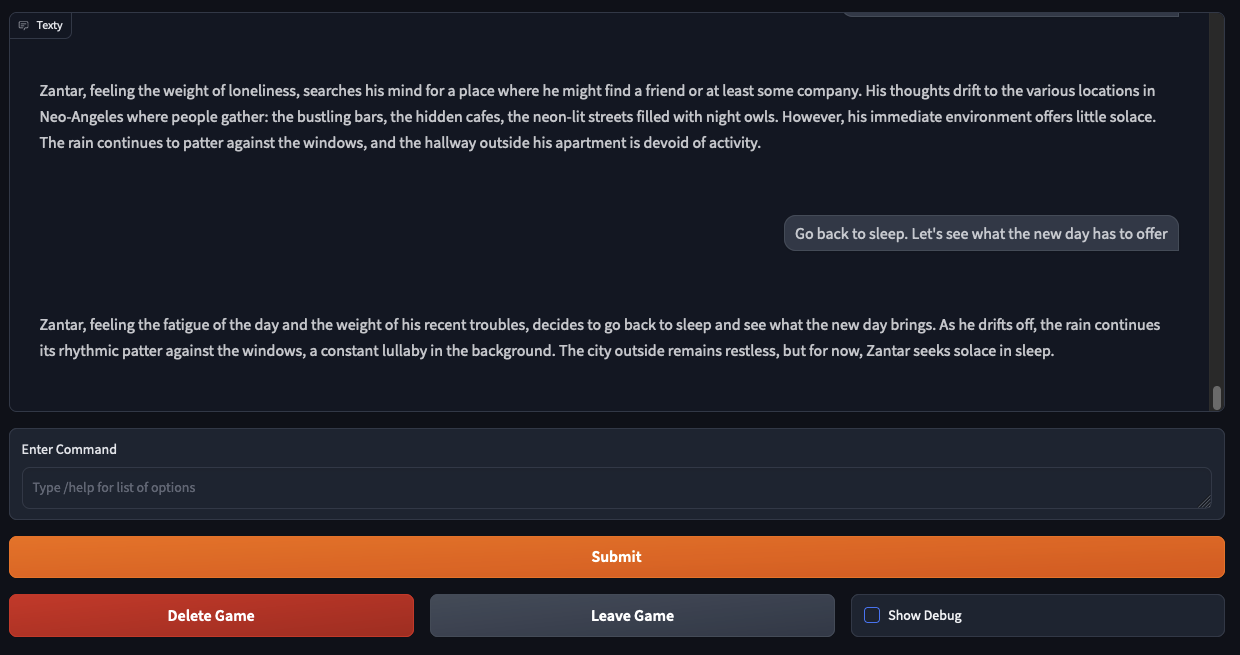 Texty
Zantar, feeling the weight of loneliness, searches his mind for a place where he might find a friend or at least some company. His thoughts drift to the various locations in
Neo-Angeles where people gather: the bustling bars, the hidden cafes, the neon-lit streets filled with night owls. However, his immediate environment offers little solace.
The rain continues to patter against the windows, and the hallway outside his apartment is devoid of activity.
Go back to sleep. Let's see what the new day has to offer
Zantar, feeling the fatigue of the day and the weight of his recent troubles, decides to go back to sleep and see what the new day brings. As he drifts off, the rain continues
its rhythmic patter against the windows, a constant lullaby in the background. The city outside remains restless, but for now, Zantar seeks solace in sleep.
Enter Command
Type /help for list of options
Submit
Delete Game
Leave Game
Show Debug